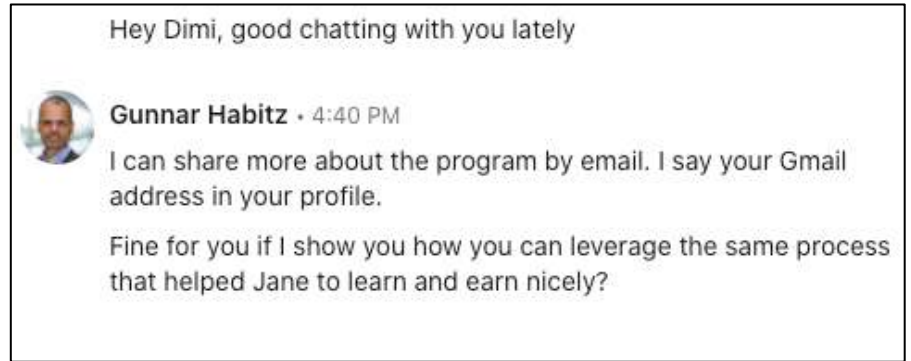 Hey Dimi, good chatting with you lately
Gunnar Habitz • 4:40 PM
I can share more about the program by email. I say your Gmail
address in your profile.
Fine for you if I show you how you can leverage the same process
that helped Jane to learn and earn nicely?